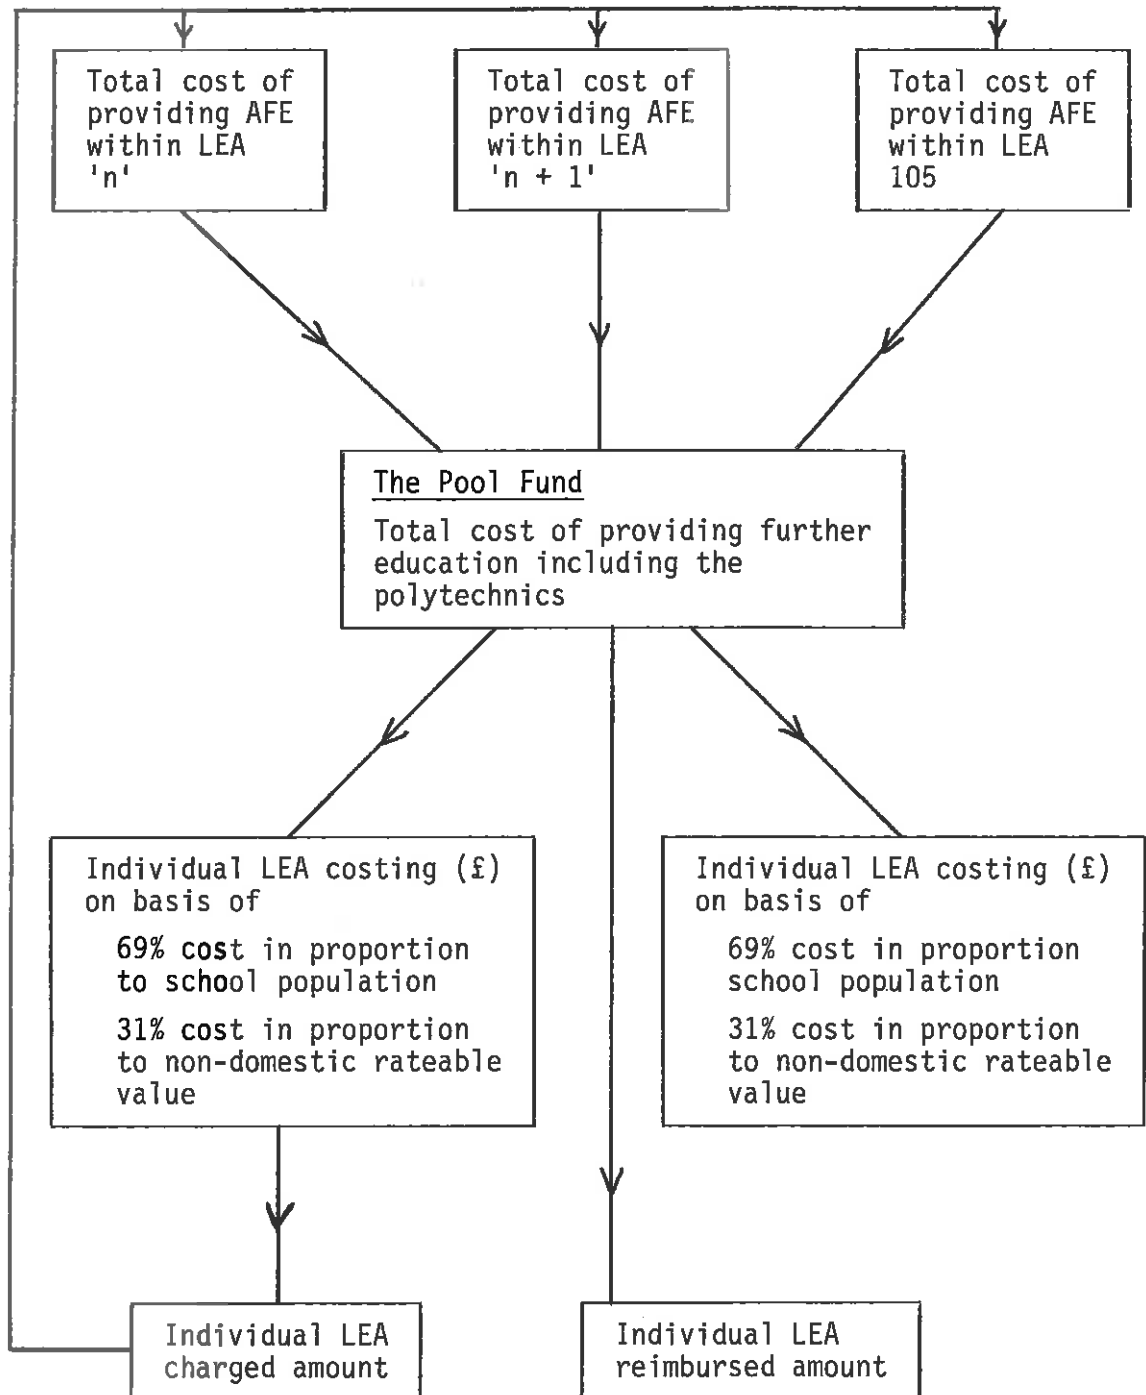 Total cost of
providing AFE
within LEA
'n'
Total cost of
providing AFE
within LEA
'n + 1'
Total cost of
providing AFE
within LEA
105
The Pool Fund
Total cost of providing further
education including the
polytechnics
Individual LEA costing (£)
on basis of
69% cost in proportion
to school population
31% cost in proportion
to non-domestic rateable
value
Individual LEA costing (£)
on basis of
69% cost in proportion
school population
31% cost in proportion
to non-domestic rateable
value
Individual LEA
charged amount
Individual LEA
reimbursed amount